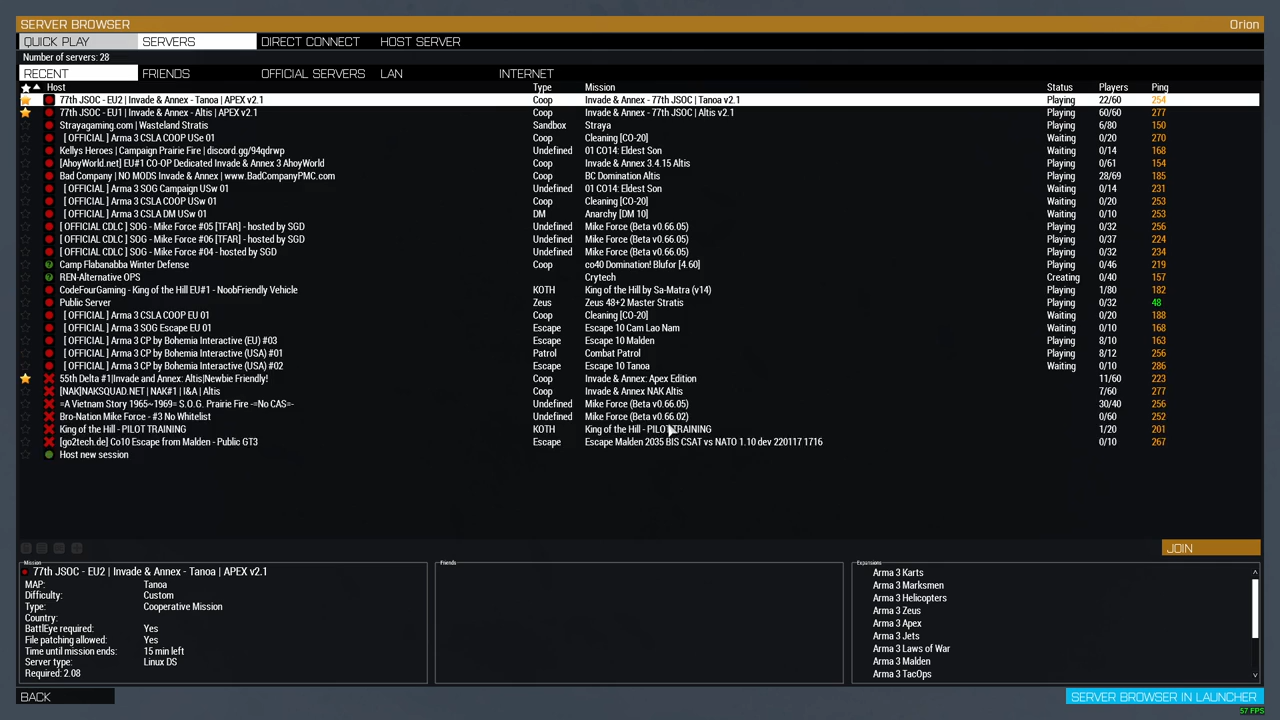 SERVER BROWSER Orion
QUICK PLAY SERVERS DIRECT CONNECT HOST SERVER
Number of servers: 28
RECENT FRIENDS OFFICIAL SERVERS LAN INTERNET
Host Type Mission Status Players Ping
77th JSOC - EU2 | Invade & Annex - Tanoa | APEX v2.1 Coop Invade & Annex - 77th JSOC | Tanoa v2.1 Playing 22/60 254
77th JSOC - EU1 | Invade & Annex - Altis | APEX v2.1 Coop Invade & Annex - 77th JSOC | Altis v2.1 Playing 60/60 277
Strayagaming.com | Wasteland Stratis Sandbox Straya Playing 6/80 150
[ OFFICIAL ] Arma 3 CSLA COOP USe 01 Coop Cleaning [CO-20] Waiting 0/20 270
Kellys Heroes | Campaign Prairie Fire | discord.gg/94qdrwp Undefined 01 CO14: Eldest Son Waiting 0/14 168
[AhoyWorld.net] EU#1 CO-OP Dedicated Invade & Annex 3 AhoyWorld Coop Invade & Annex 3.4.15 Altis Playing 0/61 154
Bad Company | NO MODS Invade & Annex | www.BadCompanyPMC.com Coop BC Domination Altis Playing 28/69 185
[ OFFICIAL ] Arma 3 SOG Campaign USw 01 Undefined 01 CO14: Eldest Son Waiting 0/14 231
[ OFFICIAL ] Arma 3 CSLA COOP USw 01 Coop Cleaning [CO-20] Waiting 0/20 253
[ OFFICIAL ] Arma 3 CSLA DM USw 01 DM Anarchy [DM 10] Waiting 0/10 253
[ OFFICIAL CDLC ] SOG - Mike Force #05 [TFAR] - hosted by SGD Undefined Mike Force (Beta v0.66.05) Playing 0/32 256
[ OFFICIAL CDLC ] SOG - Mike Force #06 [TFAR] - hosted by SGD Undefined Mike Force (Beta v0.66.05) Playing 0/37 224
[ OFFICIAL CDLC ] SOG - Mike Force #04 - hosted by SGD Undefined Mike Force (Beta v0.66.05) Playing 0/32 234
Camp Flabanabba Winter Defense Coop co40 Domination! Blufor [4.60] Playing 0/46 219
REN-Alternative OPS Crytech Creating 0/40 157
CodeFourGaming - King of the Hill EU#1 - NoobFriendly Vehicle KOTH King of the Hill by Sa-Matra (v14) Playing 1/80 182
Public Server Zeus Zeus 48+2 Master Stratis Playing 0/32 48
[ OFFICIAL ] Arma 3 CSLA COOP EU 01 Coop Cleaning [CO-20] Waiting 0/20 188
[ OFFICIAL ] Arma 3 SOG Escape EU 01 Escape Escape 10 Cam Lao Nam Waiting 0/10 168
[ OFFICIAL ] Arma 3 CP by Bohemia Interactive (EU) #03 Escape Escape 10 Malden Playing 8/10 163
[ OFFICIAL ] Arma 3 CP by Bohemia Interactive (USA) #01 Patrol Combat Patrol Playing 8/12 256
[ OFFICIAL ] Arma 3 CP by Bohemia Interactive (USA) #02 Escape Escape 10 Tanoa Waiting 0/10 286
55th Delta #1|Invade and Annex: Altis|Newbie Friendly! Coop Invade & Annex: Apex Edition 11/60 223
[NAK]NAKSQUAD.NET | NAK#1 | I&A | Altis Coop Invade & Annex NAK Altis 7/60 277
=A Vietnam Story 1965~1969= S.O.G. Prairie Fire -=No CAS=- Undefined Mike Force (Beta v0.66.05) 30/40 256
Bro-Nation Mike Force - #3 No Whitelist Undefined Mike Force (Beta v0.66.02) 0/60 252
King of the Hill - PILOT TRAINING KOTH King of the Hill - PILOT TRAINING 1/20 201
[go2tech.de] Co10 Escape from Malden - Public GT3 Escape Escape Malden 2035 BIS CSAT vs NATO 1.10 dev 220117 1716 0/10 267
Host new session
JOIN
Mission Friends Expansions
77th JSOC - EU2 | Invade & Annex - Tanoa | APEX v2.1
MAP: Tanoa
Difficulty: Custom
Type: Cooperative Mission
Country:
BattlEye required: Yes
File patching allowed: Yes
Time until mission ends: 15 min left
Server type: Linux DS
Required: 2.08
Arma 3 Karts
Arma 3 Marksmen
Arma 3 Helicopters
Arma 3 Zeus
Arma 3 Apex
Arma 3 Jets
Arma 3 Laws of War
Arma 3 Malden
Arma 3 TacOps
BACK SERVER BROWSER IN LAUNCHER
57 FPS